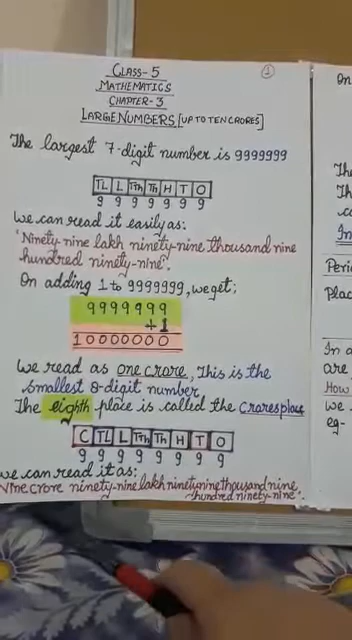 CLASS-5
MATHEMATICS
CHAPTER-3
LARGE NUMBERS [UP TO TEN CRORES]
1
The largest 7-digit number is 9999999
TL L TTh Th H T O
9 9 9 9 9 9 9
we can read it easily as:
'Ninety-nine lakh ninety-nine thousand nine
hundred ninety-nine'.
On adding 1 to 9999999, we get:
9999999
+1
10000000
we read as one crore, This is the
smallest 8-digit number
The eighth place is called the crores place
C TL L TTh Th H T O
9 9 9 9 9 9 9 9
we can read it as:
Nine crore ninety-nine lakh ninety nine thousand nine
hundred ninety-nine'.
On
The
Th
In
Perio
Plac
In a
are
How
we
eg-